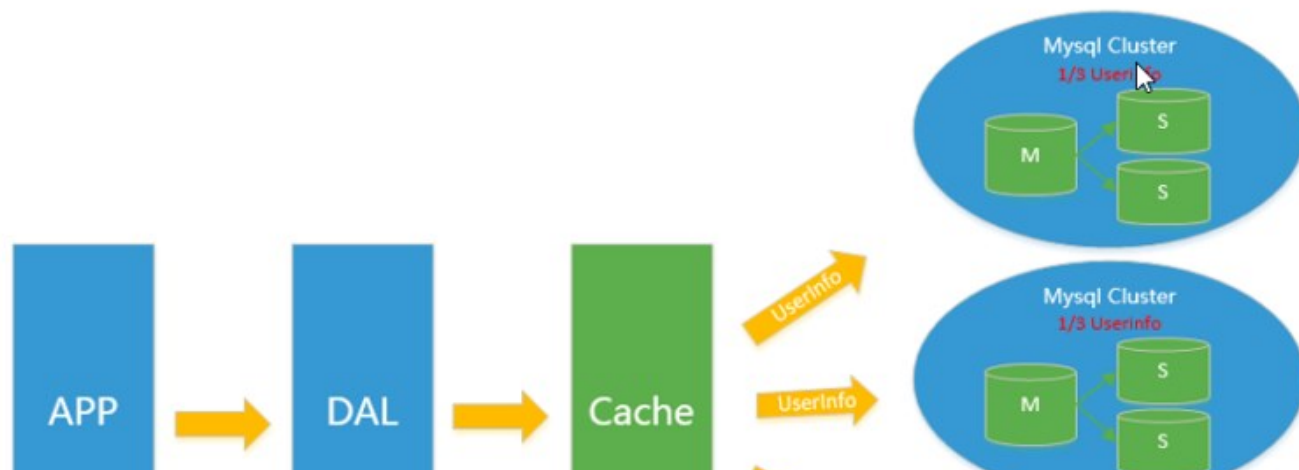 Mysql Cluster
1/3 Userinfo
S
M
S
UserInfo
Mysql Cluster
1/3 Userinfo
S
M
S
UserInfo
APP
DAL
Cache